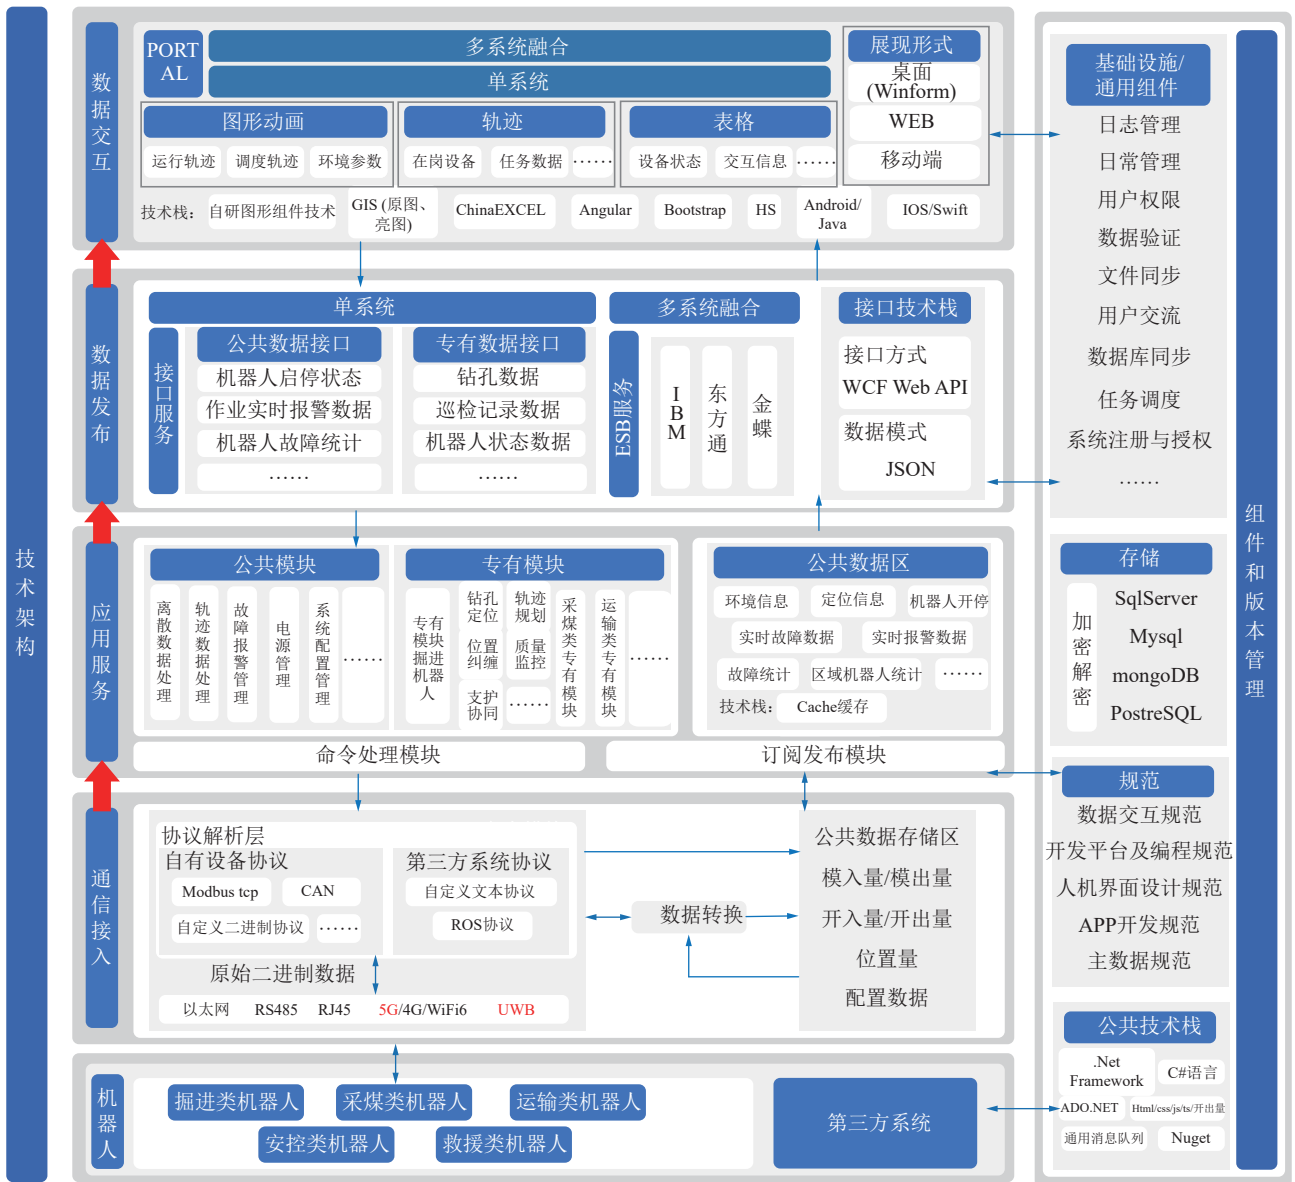 技术架构
数据交互
PORT
AL
多系统融合
单系统
展现形式
桌面
(Winform)
WEB
移动端
图形动画
运行轨迹 调度轨迹 环境参数
轨迹
在岗设备 任务数据 ……
表格
设备状态 交互信息 ……
技术栈: 自研图形组件技术
GIS (原图、
亮图)
ChinaEXCEL
Angular
Bootstrap
HS
Android/
Java
IOS/Swift
数据发布
单系统
接口服务
公共数据接口
机器人启停状态
作业实时报警数据
机器人故障统计
……
专有数据接口
钻孔数据
巡检记录数据
机器人状态数据
……
多系统融合
ESB服务
IBM
东方通
金蝶
接口技术栈
接口方式
WCF Web API
数据模式
JSON
应用服务
公共模块
离散数据处理
轨迹数据处理
故障报警管理
电源管理
系统配置管理
……
专有模块
专有
模块
掘进
机器
人
钻孔
定位
轨迹
规划
位置
纠缠
质量
监控
支护
协同
……
采煤类专有模块
运输类专有模块
……
公共数据区
环境信息 定位信息 机器人开停
实时故障数据 实时报警数据
故障统计 区域机器人统计 ……
技术栈: Cache缓存
命令处理模块
订阅发布模块
通信接入
协议解析层
自有设备协议
Modbus tcp CAN
自定义二进制协议 ……
第三方系统协议
自定义文本协议
ROS协议
原始二进制数据
以太网 RS485 RJ45 5G/4G/WiFi6 UWB
数据转换
公共数据存储区
模入量/模出量
开入量/开出量
位置量
配置数据
机器人
掘进类机器人 采煤类机器人 运输类机器人
安控类机器人 救援类机器人
第三方系统
组件和版本管理
基础设施/
通用组件
日志管理
日常管理
用户权限
数据验证
文件同步
用户交流
数据库同步
任务调度
系统注册与授权
……
存储
加密解密
SqlServer
Mysql
mongoDB
PostreSQL
规范
数据交互规范
开发平台及编程规范
人机界面设计规范
APP开发规范
主数据规范
公共技术栈
.Net
Framework
C#语言
ADO.NET Html/css/js/ts/开出量
通用消息队列 Nuget